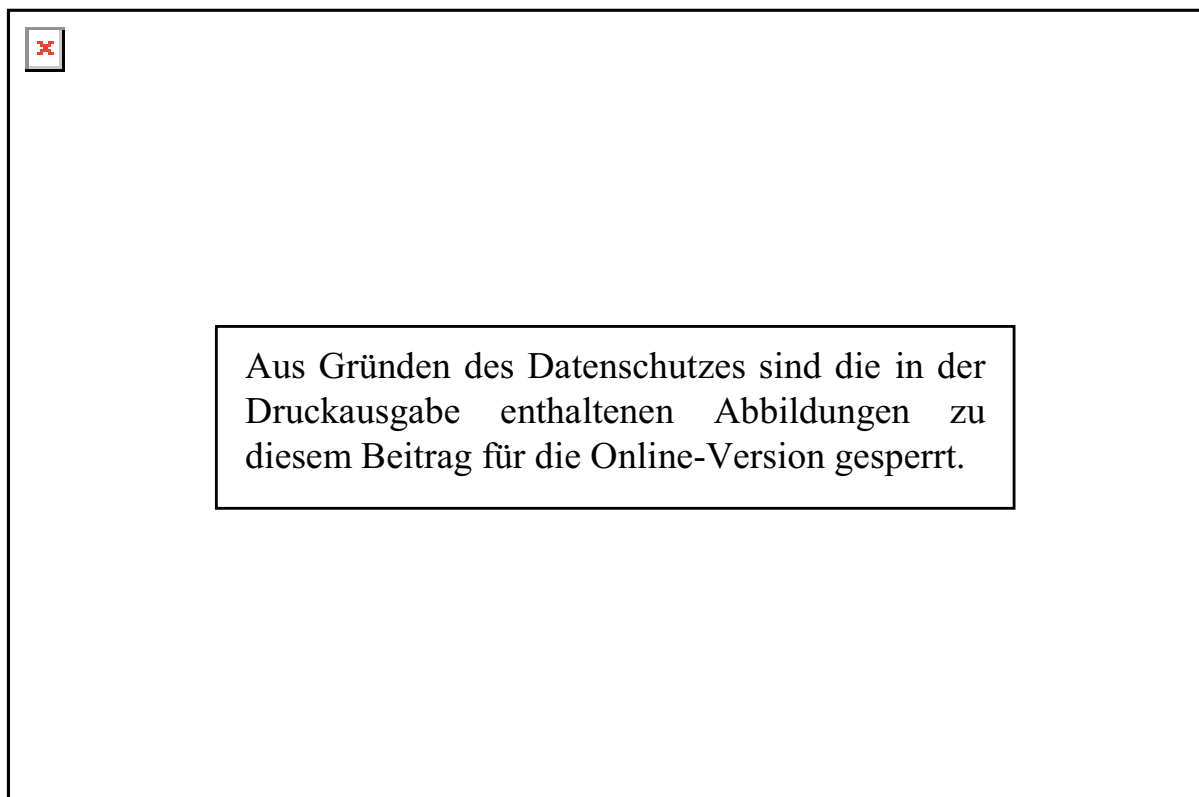 Aus Gründen des Datenschutzes sind die in der
Druckausgabe enthaltenen Abbildungen zu
diesem Beitrag für die Online-Version gesperrt.